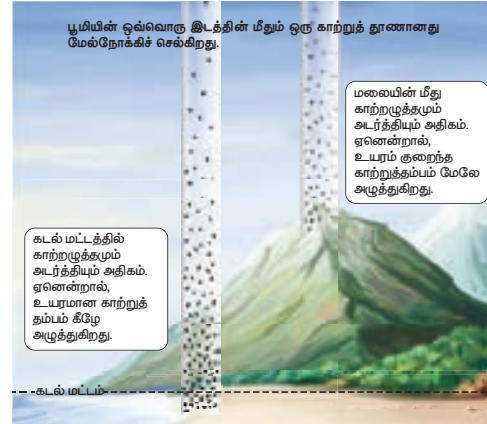 பூமியின் ஒவ்வொரு இடத்தின் மீதும் ஒரு காற்றுத் தூணானது
மேல்நோக்கிச் செல்கிறது.
மலையின் மீது
காற்றழுத்தமும்
அடர்த்தியும் அதிகம்.
ஏனென்றால்,
உயரம் குறைந்த
காற்றுத்தம்பம் மேலே
அழுத்துகிறது.
கடல் மட்டத்தில்
காற்றழுத்தமும்
அடர்த்தியும் அதிகம்.
ஏனென்றால்,
உயரமான காற்றுத்
தம்பம் கீழே
அழுத்துகிறது.
கடல் மட்டம்